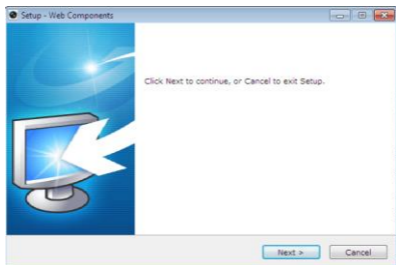 Setup - Web Components
Click Next to continue, or Cancel to exit Setup.
Next >
Cancel